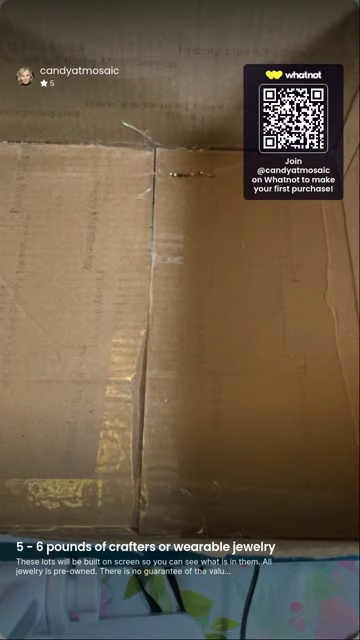 candyatmosaic
★ 5
whatnot
Join
@candyatmosaic
on Whatnot to make
your first purchase!
5 - 6 pounds of crafters or wearable jewelry
These lots will be built on screen so you can see what is in them. All
jewelry is pre-owned. There is no guarantee of the valu...